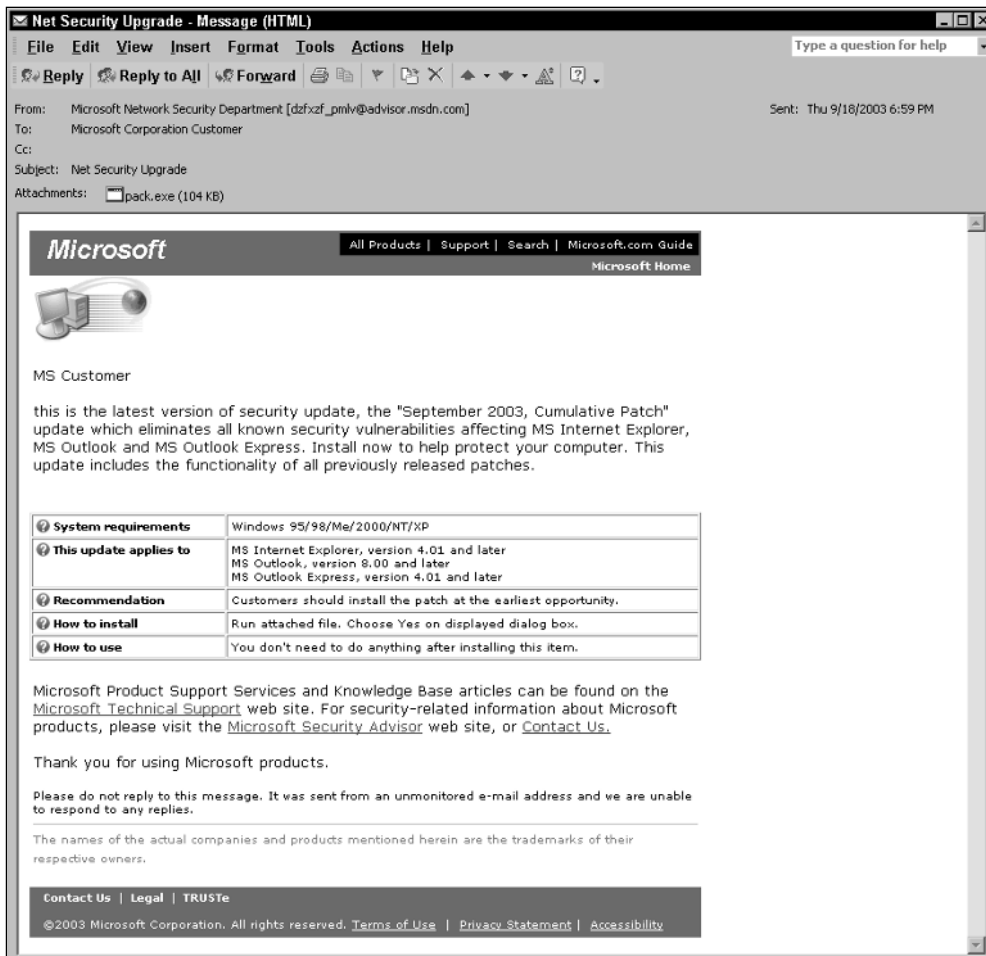 Net Security Upgrade - Message (HTML)
File Edit View Insert Format Tools Actions Help
Type a question for help
Reply Reply to All Forward
From: Microsoft Network Security Department [dzfxzf_pmlv@advisor.msdn.com]
Sent: Thu 9/18/2003 6:59 PM
To: Microsoft Corporation Customer
Cc:
Subject: Net Security Upgrade
Attachments: pack.exe (104 KB)
Microsoft
All Products | Support | Search | Microsoft.com Guide
Microsoft Home
MS Customer
this is the latest version of security update, the "September 2003, Cumulative Patch"
update which eliminates all known security vulnerabilities affecting MS Internet Explorer,
MS Outlook and MS Outlook Express. Install now to help protect your computer. This
update includes the functionality of all previously released patches.
System requirements Windows 95/98/Me/2000/NT/XP
This update applies to MS Internet Explorer, version 4.01 and later
MS Outlook, version 8.00 and later
MS Outlook Express, version 4.01 and later
Recommendation Customers should install the patch at the earliest opportunity.
How to install Run attached file. Choose Yes on displayed dialog box.
How to use You don't need to do anything after installing this item.
Microsoft Product Support Services and Knowledge Base articles can be found on the
Microsoft Technical Support web site. For security-related information about Microsoft
products, please visit the Microsoft Security Advisor web site, or Contact Us.
Thank you for using Microsoft products.
Please do not reply to this message. It was sent from an unmonitored e-mail address and we are unable
to respond to any replies.
The names of the actual companies and products mentioned herein are the trademarks of their
respective owners.
Contact Us | Legal | TRUSTe
©2003 Microsoft Corporation. All rights reserved. Terms of Use | Privacy Statement | Accessibility